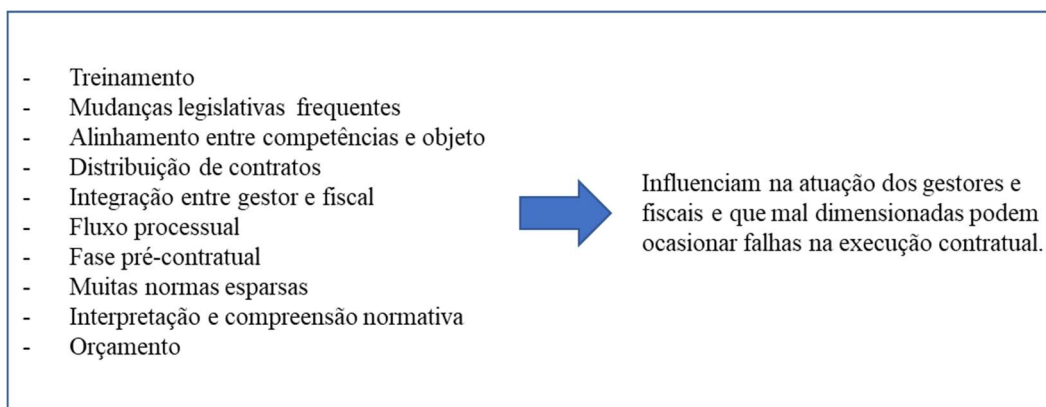 - Treinamento
- Mudanças legislativas frequentes
- Alinhamento entre competências e objeto
- Distribuição de contratos
- Integração entre gestor e fiscal
- Fluxo processual
- Fase pré-contratual
- Muitas normas esparsas
- Interpretação e compreensão normativa
- Orçamento
Influenciam na atuação dos gestores e
fiscais e que mal dimensionadas podem
ocasionar falhas na execução contratual.